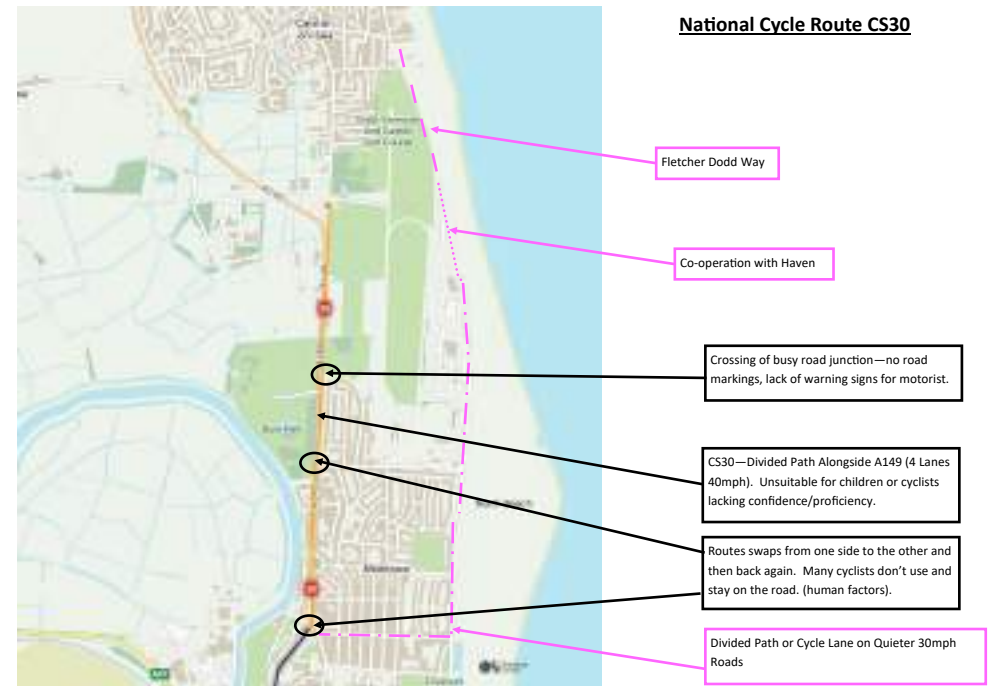 National Cycle Route CS30
Fletcher Dodd Way
Co-operation with Haven
Crossing of busy road junction—no road
markings, lack of warning signs for motorist.
CS30—Divided Path Alongside A149 (4 Lanes
40mph). Unsuitable for children or cyclists
lacking confidence/proficiency.
Routes swaps from one side to the other and
then back again. Many cyclists don't use and
stay on the road. (human factors).
Divided Path or Cycle Lane on Quieter 30mph
Roads